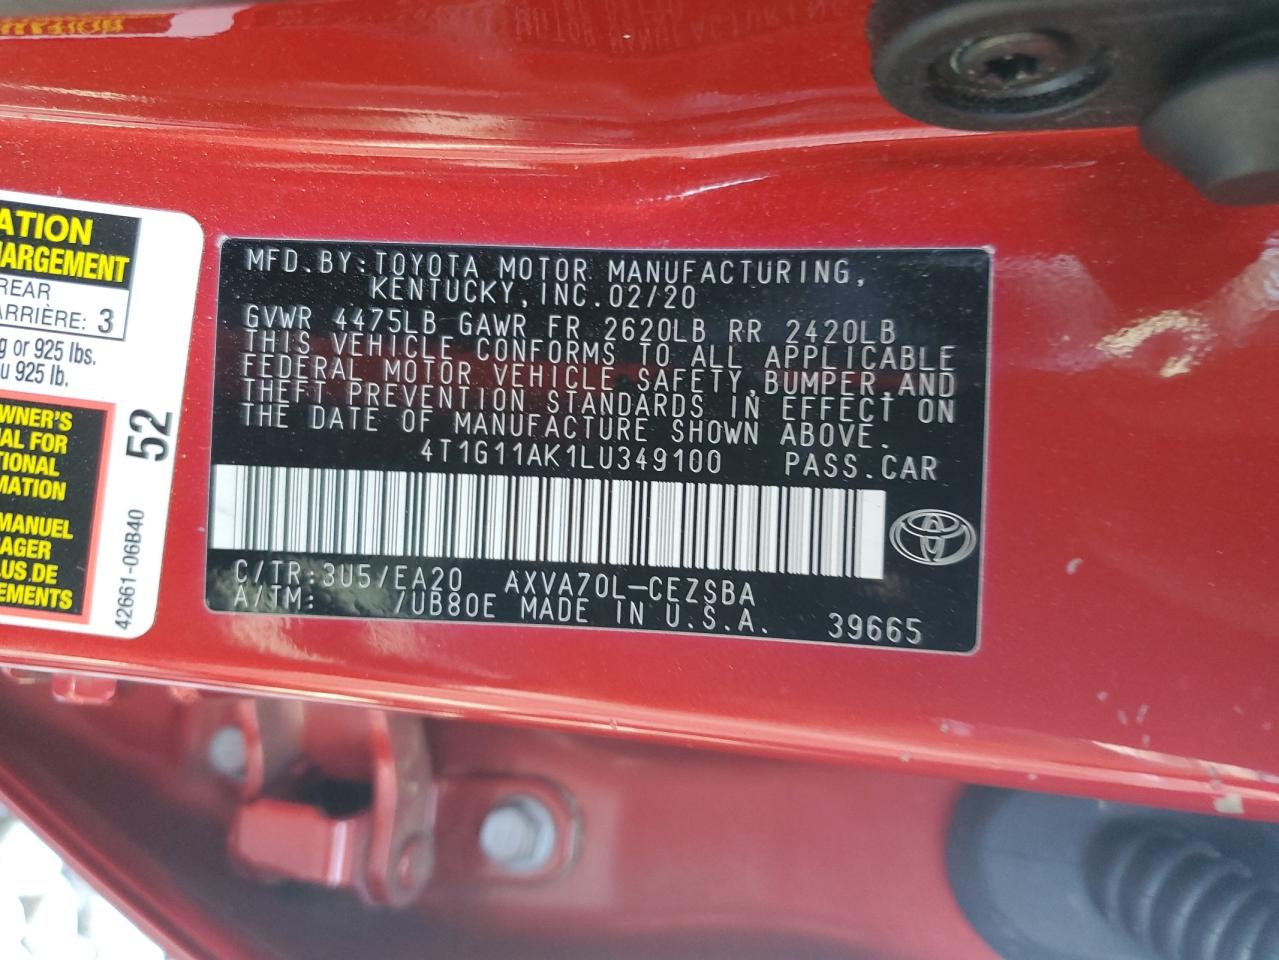 ATION
HARGEMENT
REAR
ARRIÈRE: 3
g or 925 lbs.
u 925 lb.
WNER'S
AL FOR
TIONAL
MATION
MANUEL
AGER
US DE
EMENTS
52
42661-06B40
MFD. BY: TOYOTA MOTOR MANUFACTURING,
KENTUCKY, INC. 02/20
GVWR 4475LB GAWR FR 2620LB RR 2420LB
THIS VEHICLE CONFORMS TO ALL APPLICABLE
FEDERAL MOTOR VEHICLE SAFETY, BUMPER AND
THEFT PREVENTION STANDARDS IN EFFECT ON
THE DATE OF MANUFACTURE SHOWN ABOVE.
4T1G11AK1LU349100 PASS. CAR
C/TR: 3U5/EA20 AXVA70L-CEZSBA
A/TM: /UB80E MADE IN U.S.A. 39665